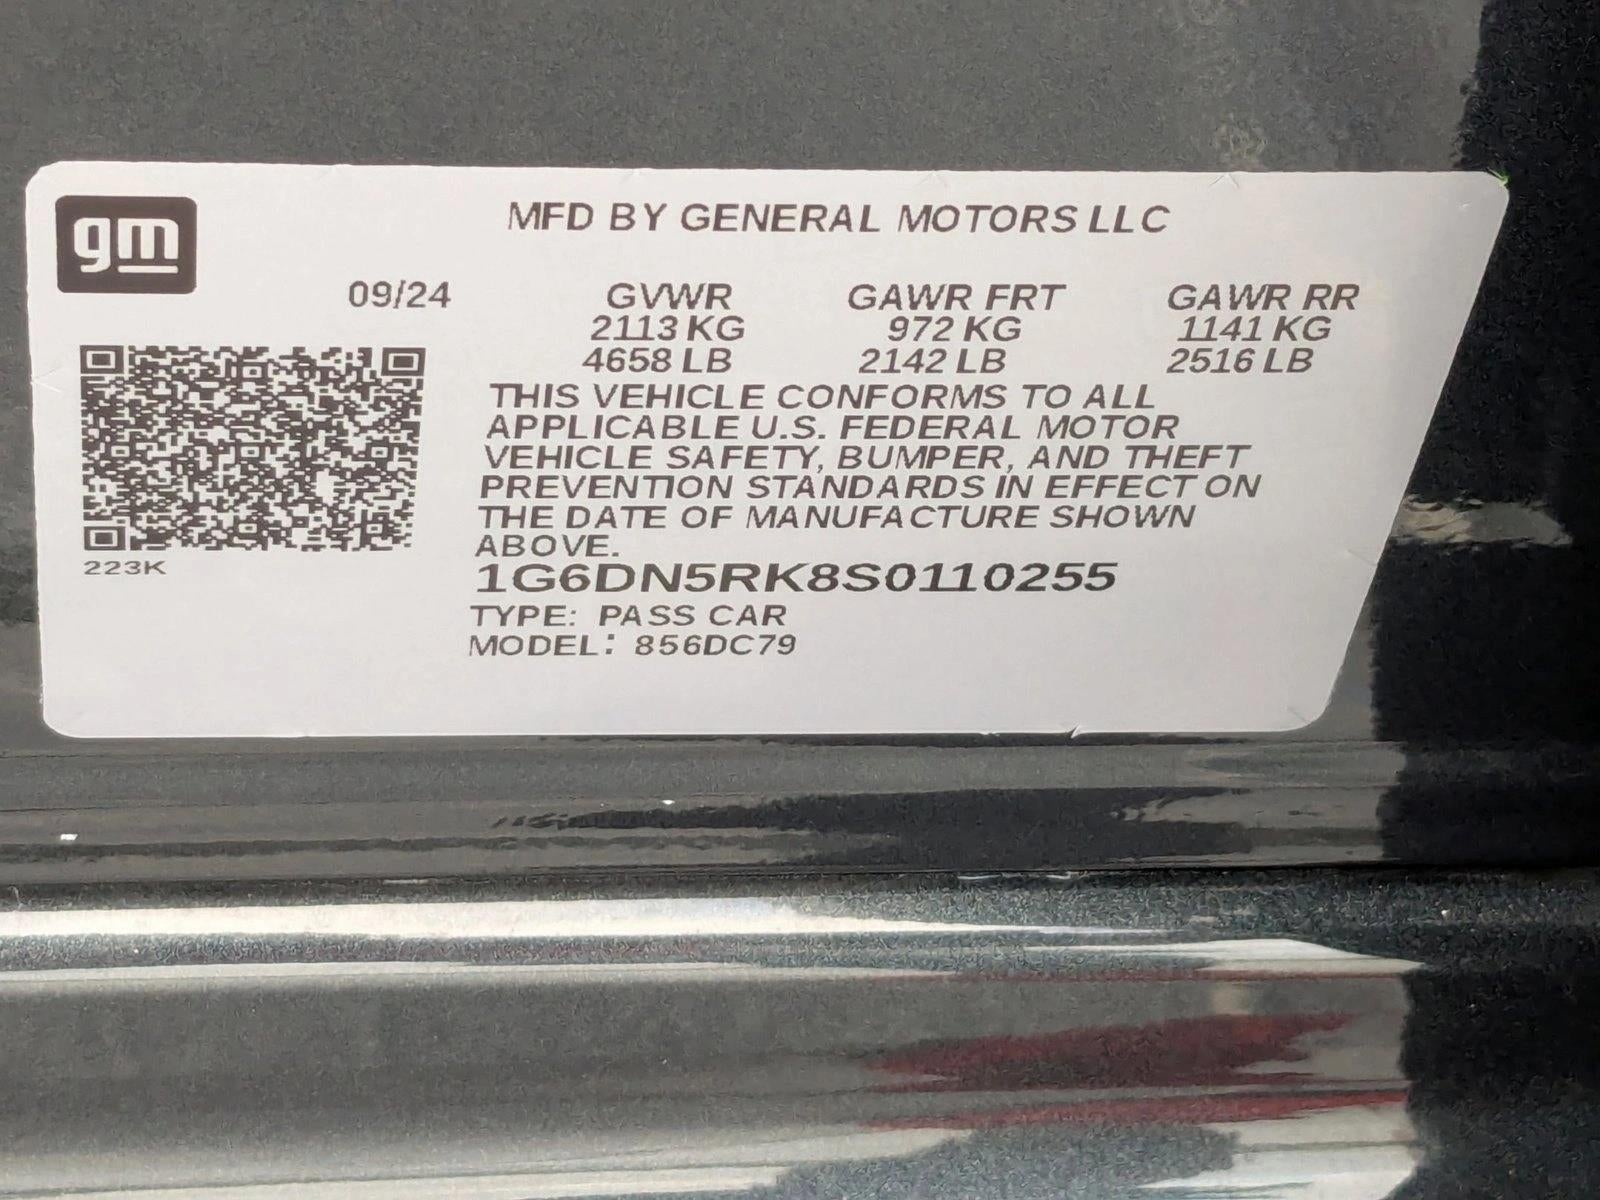 gm
MFD BY GENERAL MOTORS LLC
09/24 GVWR GAWR FRT GAWR RR
2113 KG 972 KG 1141 KG
4658 LB 2142 LB 2516 LB
THIS VEHICLE CONFORMS TO ALL
APPLICABLE U.S. FEDERAL MOTOR
VEHICLE SAFETY, BUMPER, AND THEFT
PREVENTION STANDARDS IN EFFECT ON
THE DATE OF MANUFACTURE SHOWN
ABOVE.
223K
1G6DN5RK8S0110255
TYPE: PASS CAR
MODEL: 856DC79